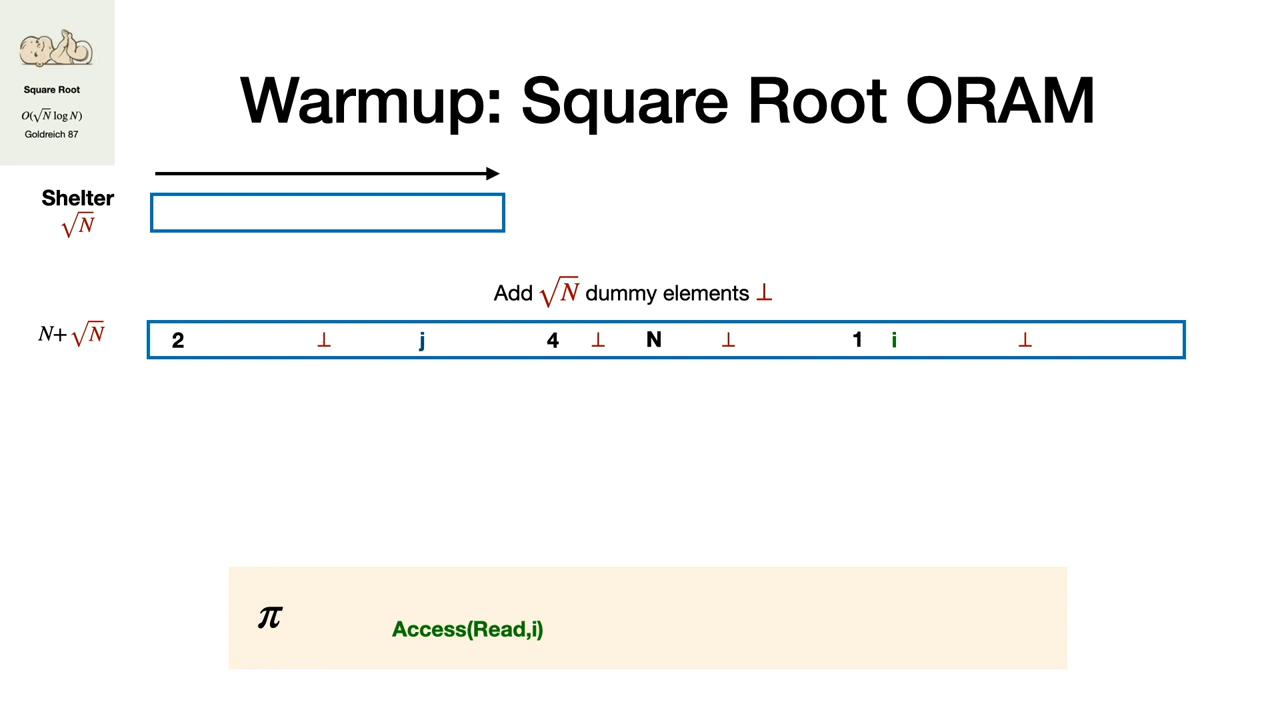 Square Root
O(√N log N)
Goldreich 87
Warmup: Square Root ORAM
Shelter
√N
Add √N dummy elements ⊥
N+√N
2 ⊥ j 4 ⊥ N ⊥ 1 i ⊥
π
Access(Read,i)